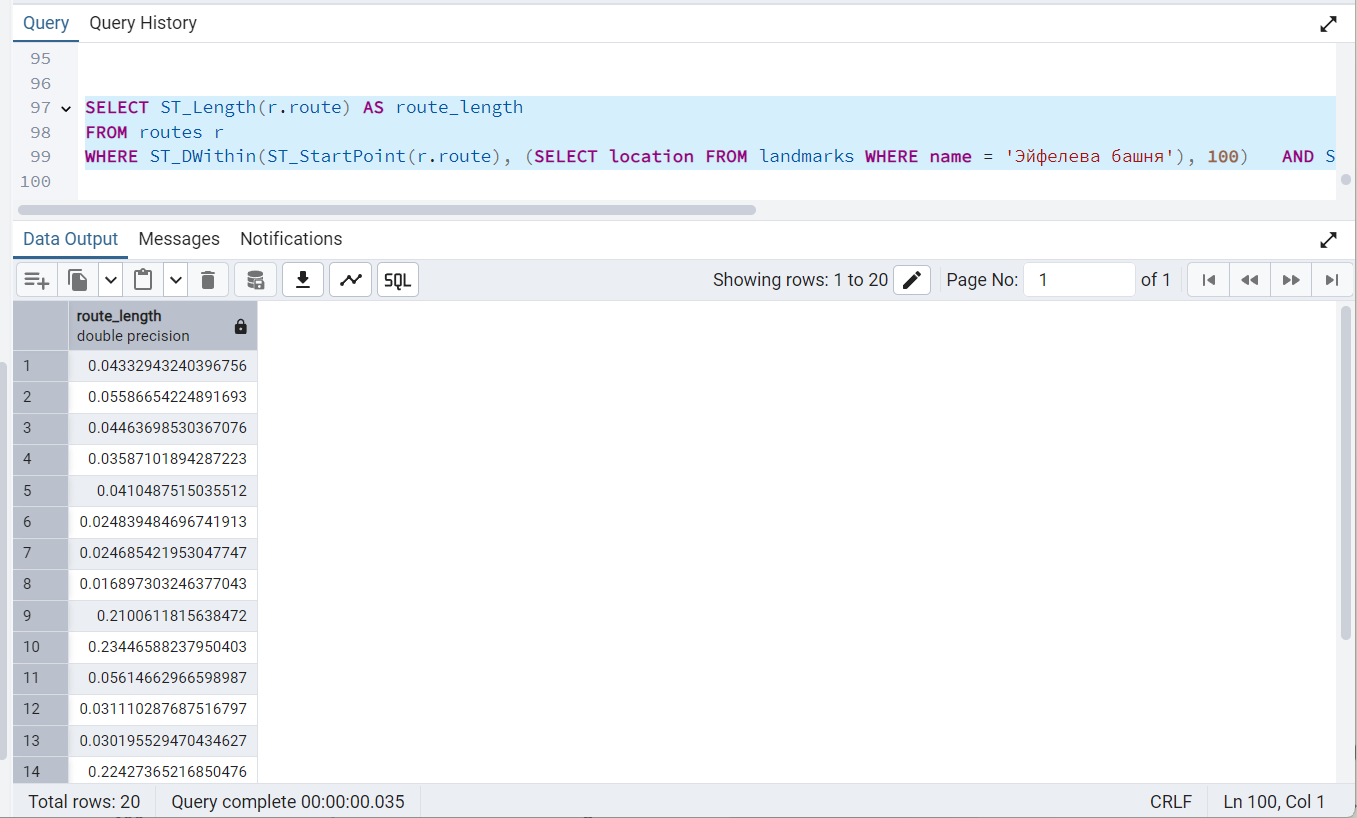 Query Query History
95
96
97 SELECT ST_Length(r.route) AS route_length
98 FROM routes r
99 WHERE ST_DWithin(ST_StartPoint(r.route), (SELECT location FROM landmarks WHERE name = 'Эйфелева башня'), 100) AND S
100
Data Output Messages Notifications
SQL Showing rows: 1 to 20 Page No: 1 of 1
route_length
double precision
1 0.04332943240396756
2 0.05586654224891693
3 0.04463698530367076
4 0.03587101894287223
5 0.0410487515035512
6 0.024839484696741913
7 0.024685421953047747
8 0.016897303246377043
9 0.2100611815638472
10 0.23446588237950403
11 0.05614662966598987
12 0.031110287687516797
13 0.030195529470434627
14 0.22427365216850476
Total rows: 20 Query complete 00:00:00.035 CRLF Ln 100, Col 1